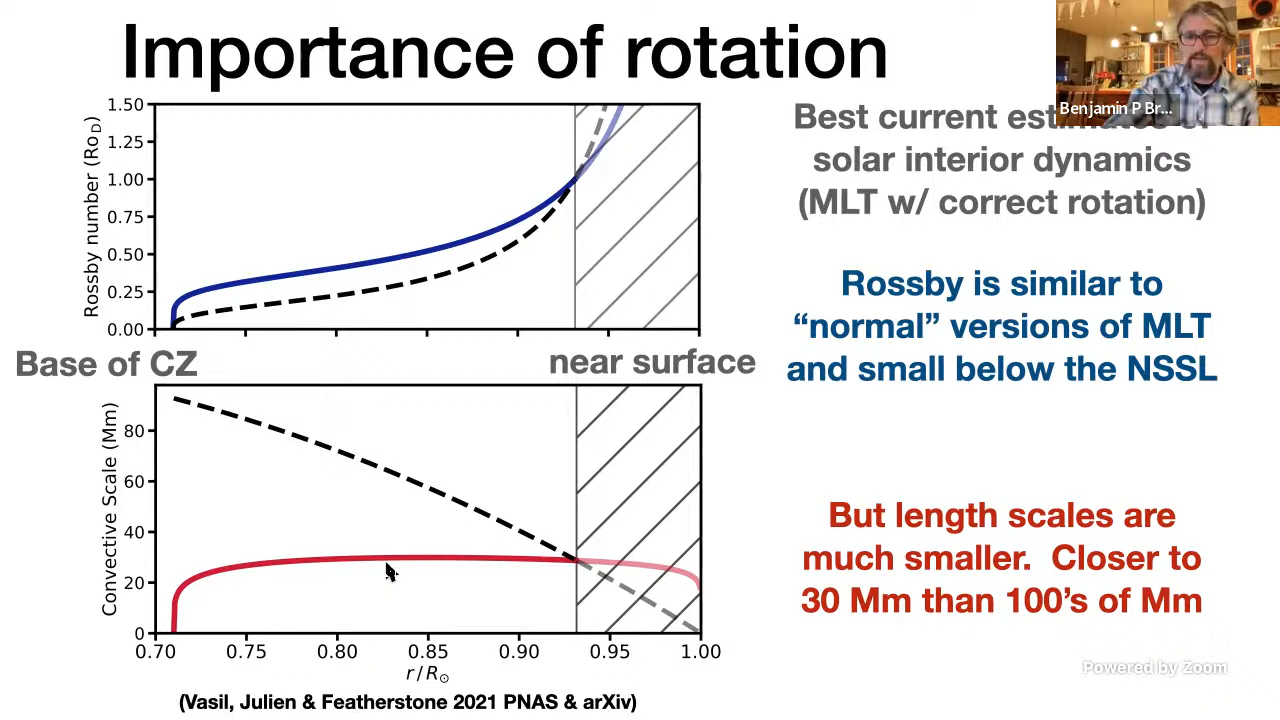 Importance of rotation
Benjamin P Br...
Best current estimates of
solar interior dynamics
(MLT w/ correct rotation)
Rossby is similar to
“normal” versions of MLT
and small below the NSSL
But length scales are
much smaller. Closer to
30 Mm than 100’s of Mm
Rossby number (Ro_D)
1.50
1.25
1.00
0.75
0.50
0.25
0.00
Base of CZ
near surface
Convective Scale (Mm)
80
60
40
20
0
0.70 0.75 0.80 0.85 0.90 0.95 1.00
r/R☉
(Vasil, Julien & Featherstone 2021 PNAS & arXiv)
Powered by Zoom